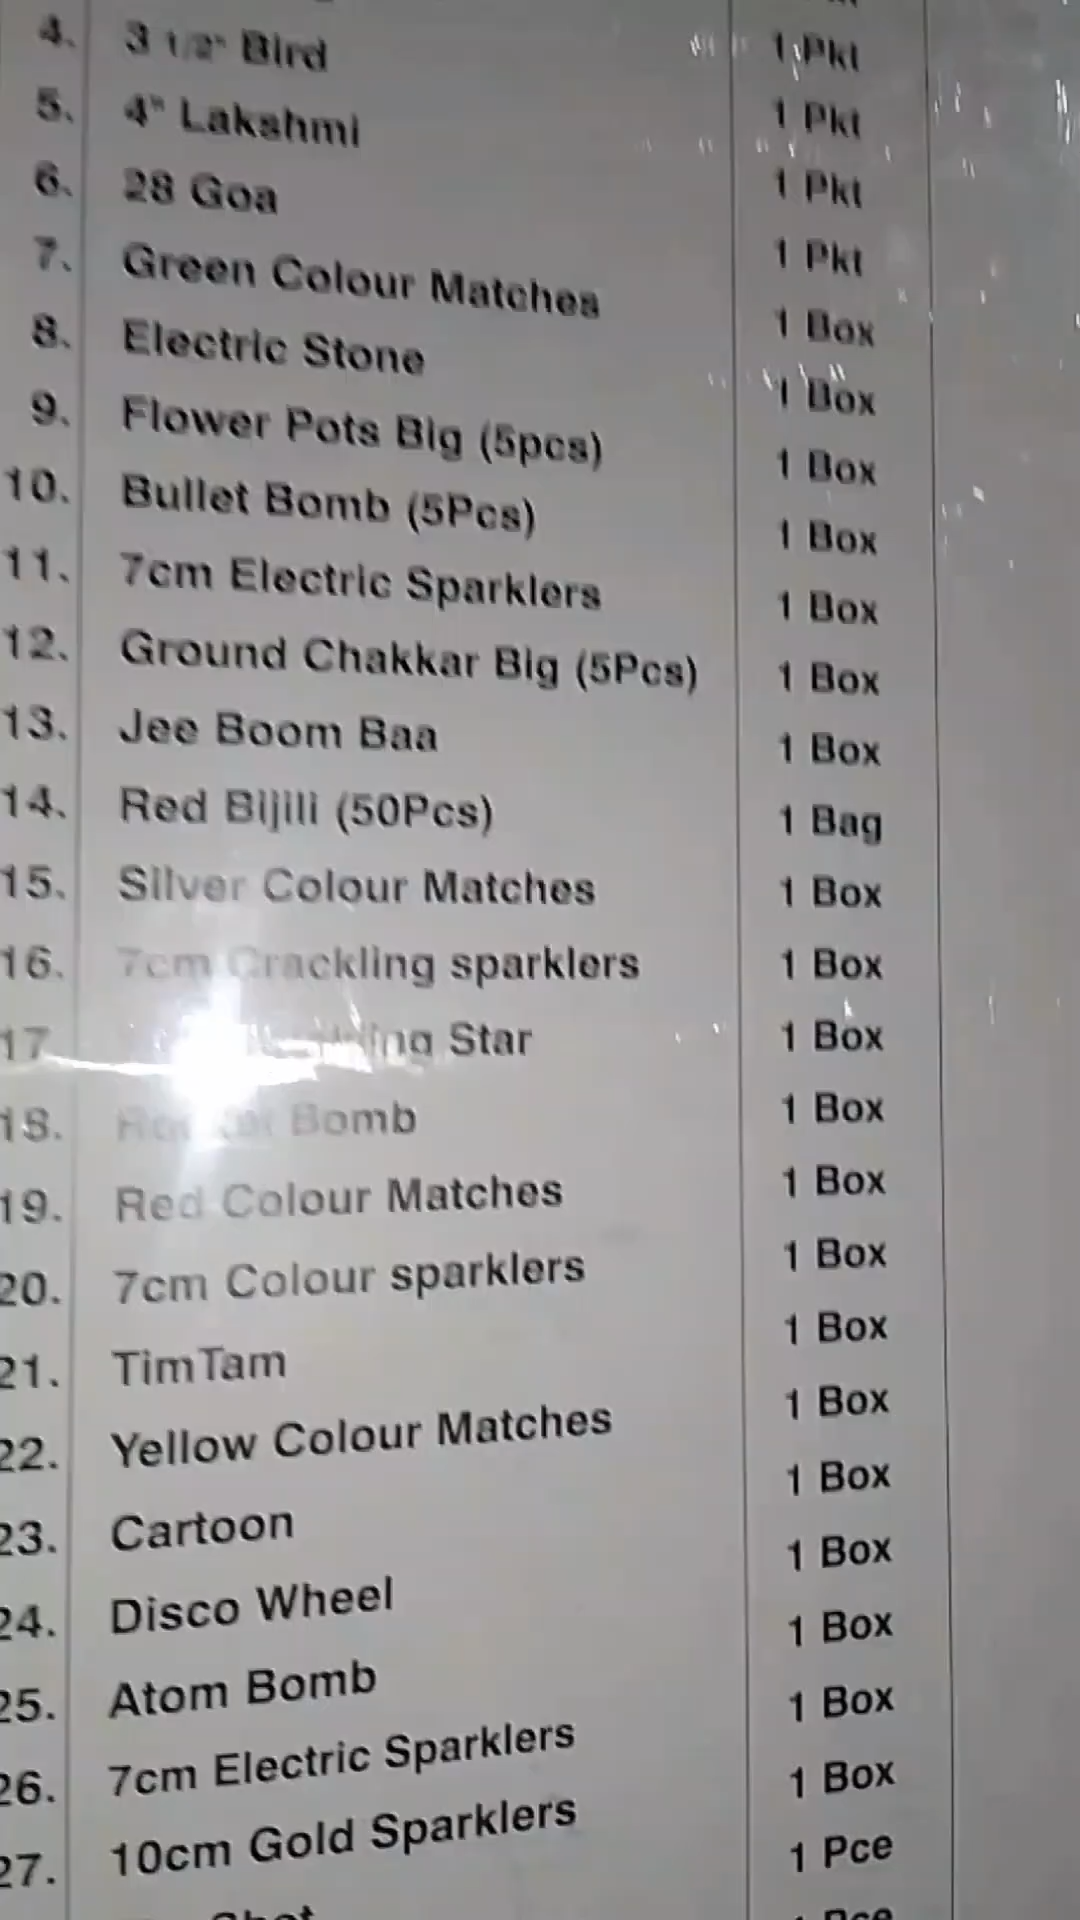 1 Pkt
4. 3 1/2" Bird 1 Pkt
5. 4" Lakshmi 1 Pkt
6. 28 Goa 1 Pkt
7. Green Colour Matches 1 Box
8. Electric Stone 1 Box
9. Flower Pots Big (5pcs) 1 Box
10. Bullet Bomb (5Pcs) 1 Box
11. 7cm Electric Sparklers 1 Box
12. Ground Chakkar Big (5Pcs) 1 Box
13. Jee Boom Baa 1 Box
14. Red Bijili (50Pcs) 1 Bag
15. Silver Colour Matches 1 Box
16. 7cm Crackling sparklers 1 Box
17 Star 1 Box
18. Bomb 1 Box
19. Red Colour Matches 1 Box
20. 7cm Colour sparklers 1 Box
21. TimTam 1 Box
22. Yellow Colour Matches 1 Box
23. Cartoon 1 Box
24. Disco Wheel 1 Box
25. Atom Bomb 1 Box
26. 7cm Electric Sparklers 1 Box
27. 10cm Gold Sparklers 1 Box
Shot 1 Pce
Pce